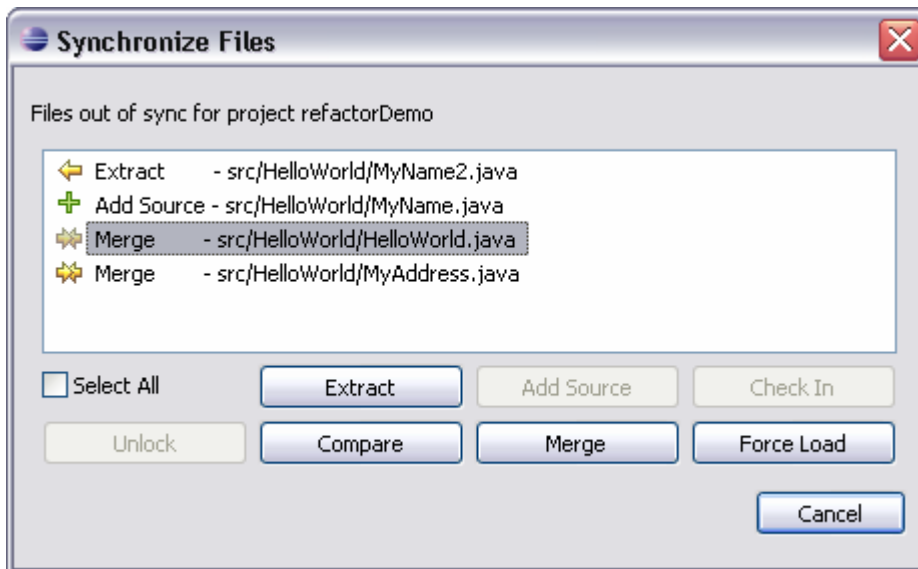 Synchronize Files
Files out of sync for project refactorDemo
Extract - src/HelloWorld/MyName2.java
Add Source - src/HelloWorld/MyName.java
Merge - src/HelloWorld/HelloWorld.java
Merge - src/HelloWorld/MyAddress.java
Select All Extract Add Source Check In
Unlock Compare Merge Force Load
Cancel